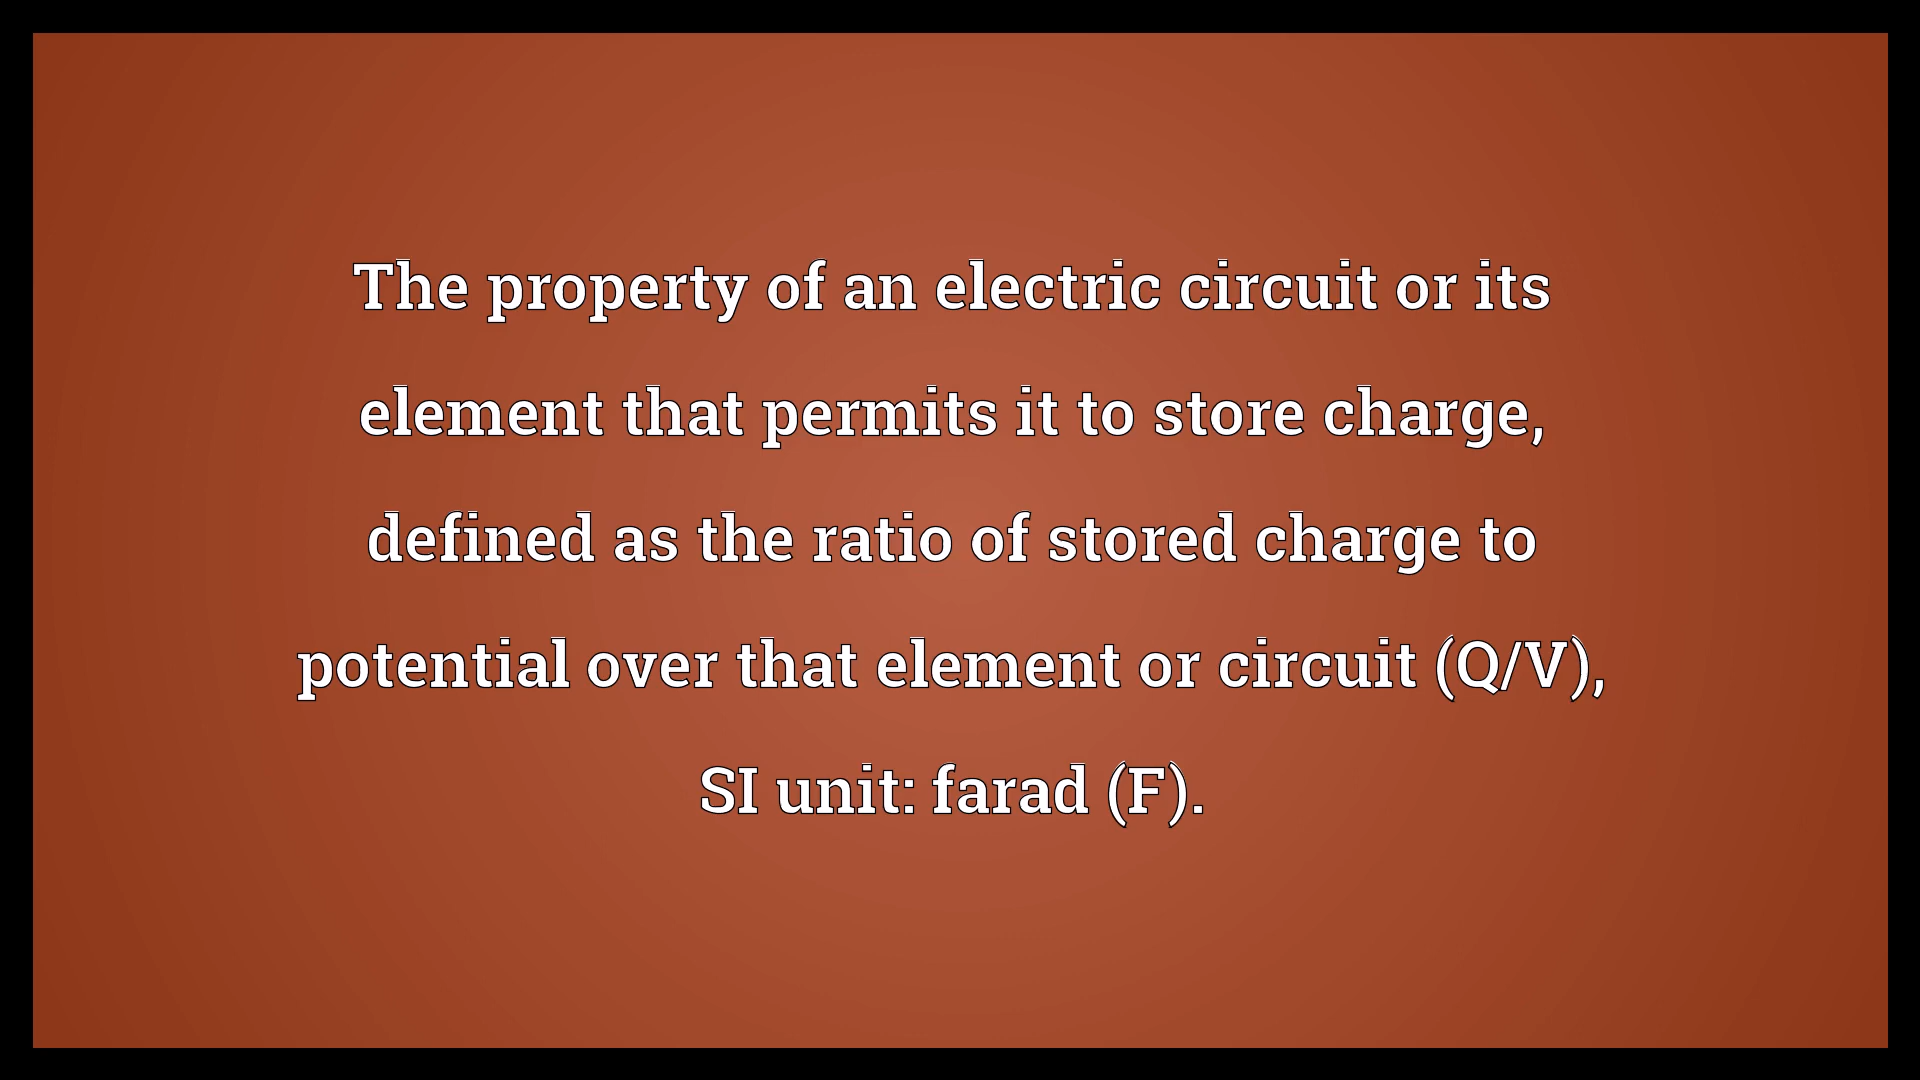 The property of an electric circuit or its
element that permits it to store charge,
defined as the ratio of stored charge to
potential over that element or circuit (Q/V),
SI unit: farad (F).